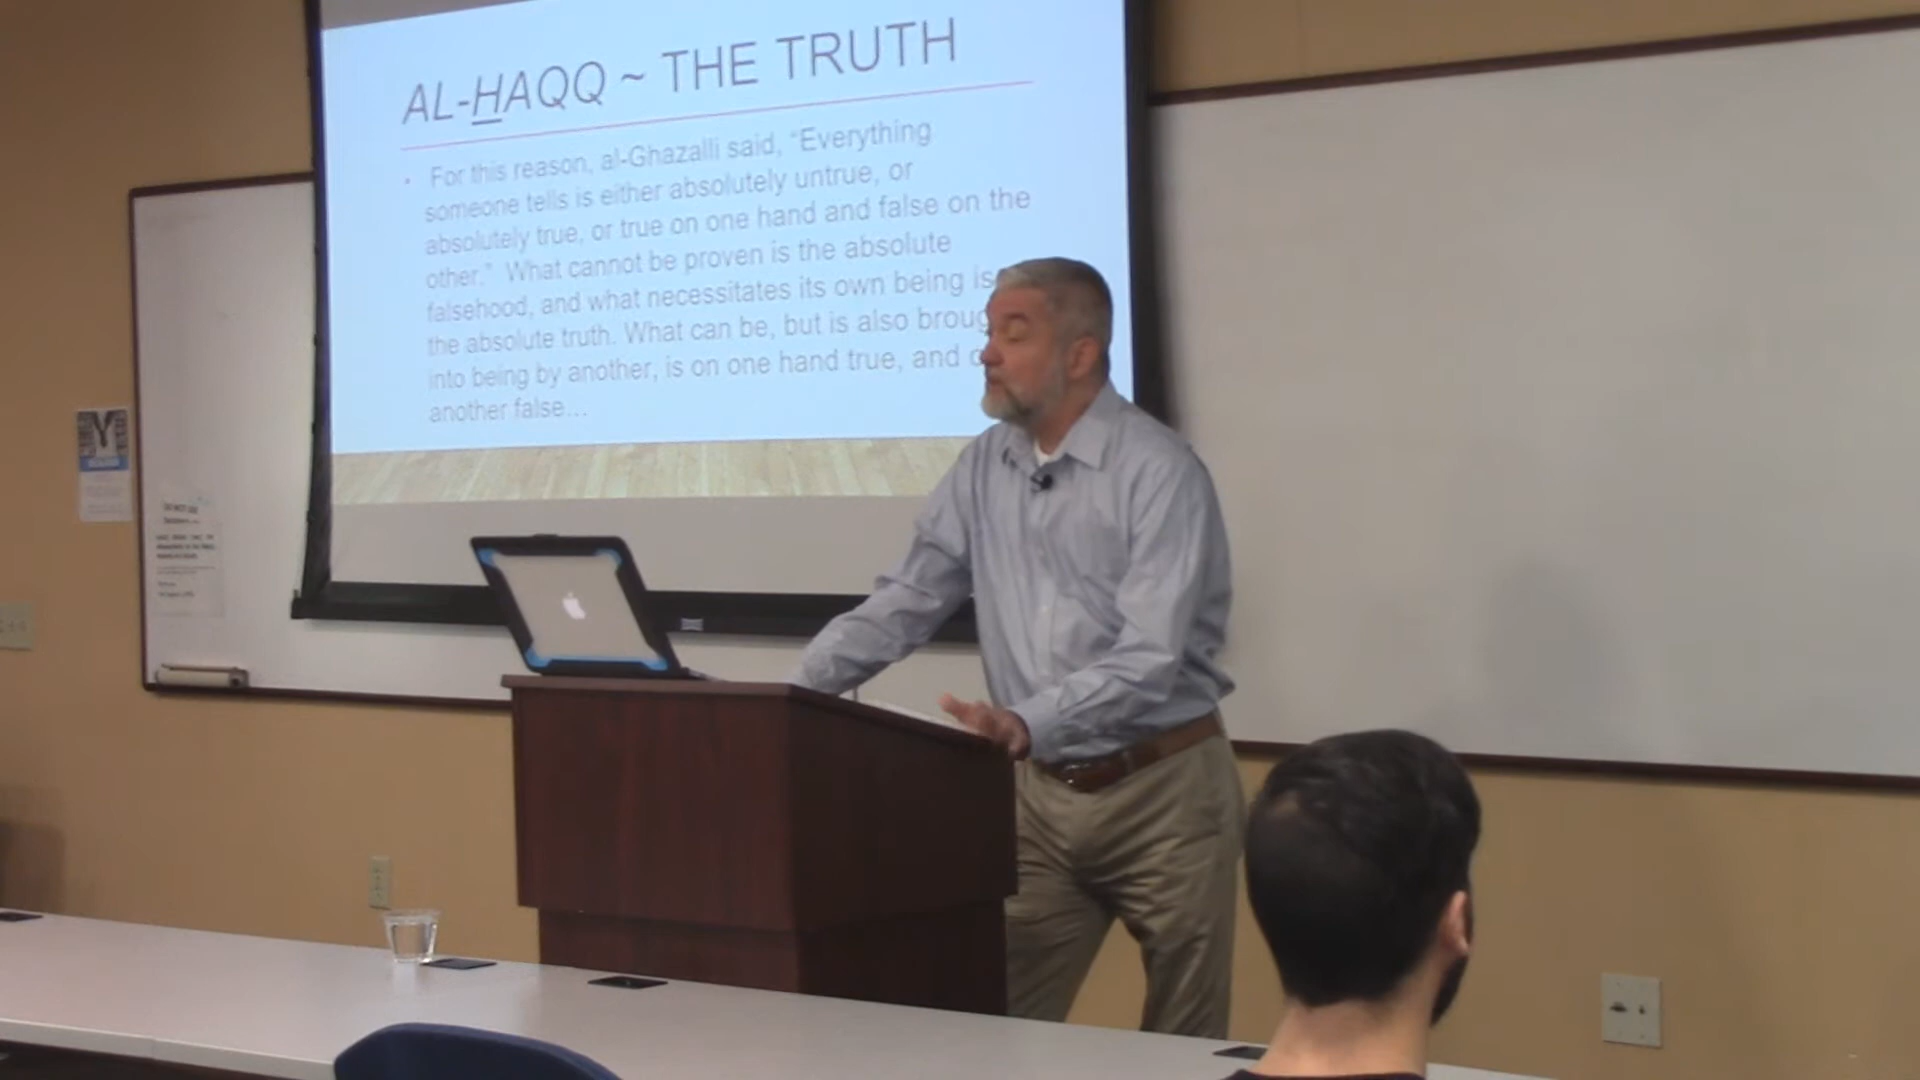 AL-HAQQ ~ THE TRUTH
• For this reason, al-Ghazalli said, “Everything
someone tells is either absolutely untrue, or
absolutely true, or true on one hand and false on the
other.” What cannot be proven is the absolute
falsehood, and what necessitates its own being is
the absolute truth. What can be, but is also broug
into being by another, is on one hand true, and o
another false…